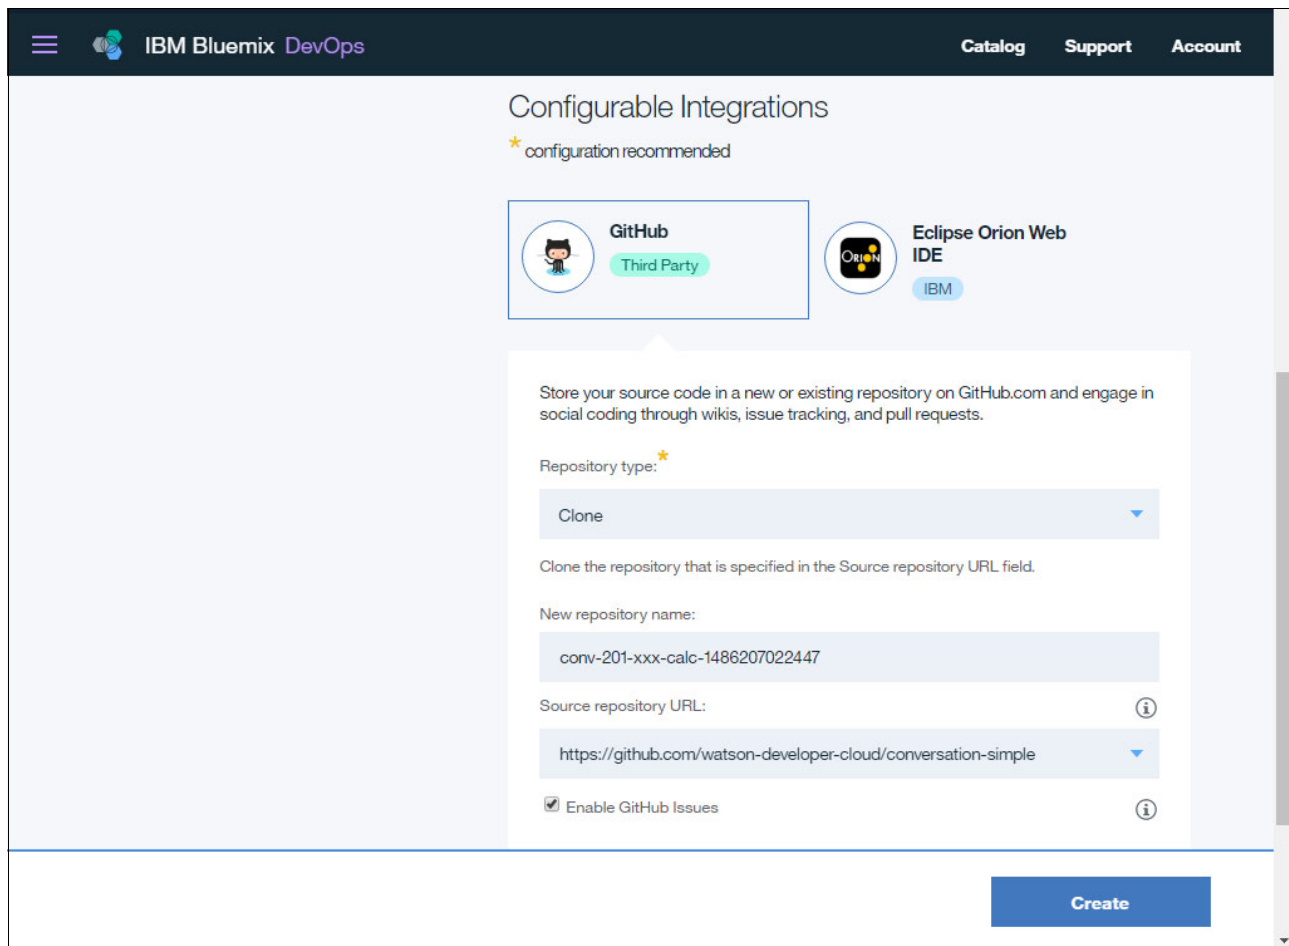 IBM Bluemix DevOps
Catalog
Support
Account
Configurable Integrations
* configuration recommended
GitHub
Third Party
ORION
Eclipse Orion Web
IDE
IBM
Store your source code in a new or existing repository on GitHub.com and engage in
social coding through wikis, issue tracking, and pull requests.
Repository type:*
Clone
Clone the repository that is specified in the Source repository URL field.
New repository name:
conv-201-xxx-calc-1486207022447
Source repository URL:
https://github.com/watson-developer-cloud/conversation-simple
Enable GitHub Issues
Create